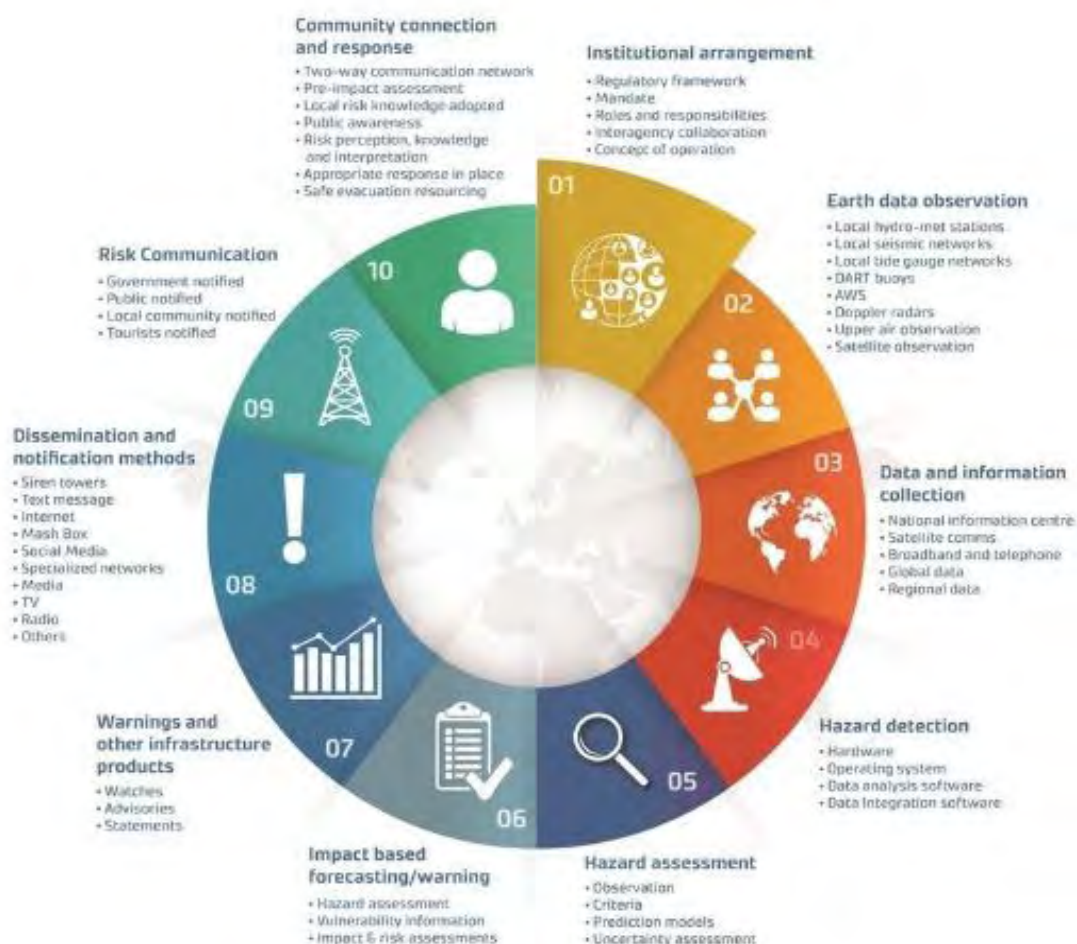 Community connection
and response
• Two-way communication network
• Pre-impact assessment
• Local risk knowledge adopted
• Public awareness
• Risk perception, knowledge
and interpretation
• Appropriate response in place
• Safe evacuation resourcing
Institutional arrangement
• Regulatory framework
• Mandate
• Roles and responsibilities
• Interagency collaboration
• Concept of operation
01
Earth data observation
• Local hydro-met stations
• Local seismic networks
• Local tide gauge networks
• DART buoys
• AWS
• Doppler radars
• Upper air observation
• Satellite observation
02
03
Data and information
collection
• National information centre
• Satellite comms
• Broadband and telephone
• Global data
• Regional data
04
Hazard detection
• Hardware
• Operating system
• Data analysis software
• Data Integration software
05
Hazard assessment
• Observation
• Criteria
• Prediction models
• Uncertainty assessment
06
Impact based
forecasting/warning
• Hazard assessment
• Vulnerability information
• Impact & risk assessments
07
Warnings and
other infrastructure
products
• Watches
• Advisories
• Statements
08
Dissemination and
notification methods
• Siren towers
• Text message
• Internet
• Mash Box
• Social Media
• Specialized networks
• Media
• TV
• Radio
• Others
09
Risk Communication
• Government notified
• Public notified
• Local community notified
• Tourists notified
10